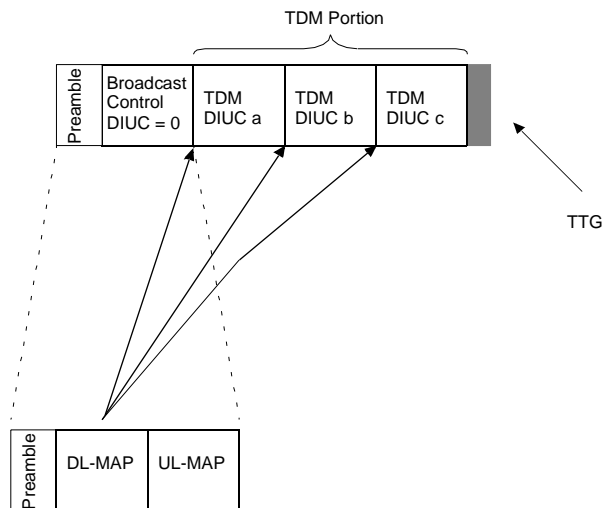 TDM Portion
Preamble
Broadcast
Control
DIUC = 0
TDM
DIUC a
TDM
DIUC b
TDM
DIUC c
TTG
Preamble
DL-MAP
UL-MAP